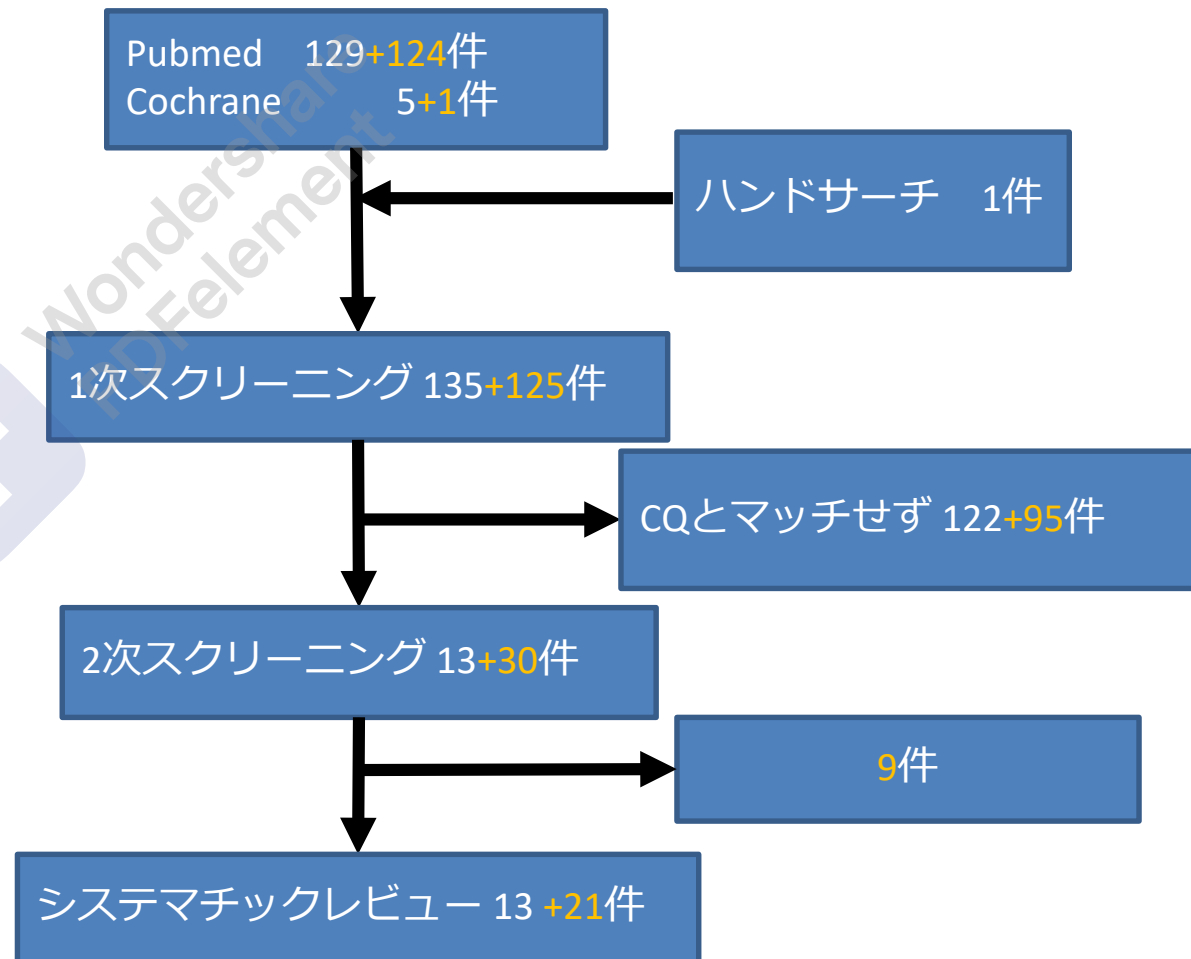 Pubmed 129+124件
Cochrane 5+1件
ハンドサーチ 1件
1次スクリーニング 135+125件
CQとマッチせず 122+95件
2次スクリーニング 13+30件
9件
システマチックレビュー 13 +21件
Wondershare
PDFelement